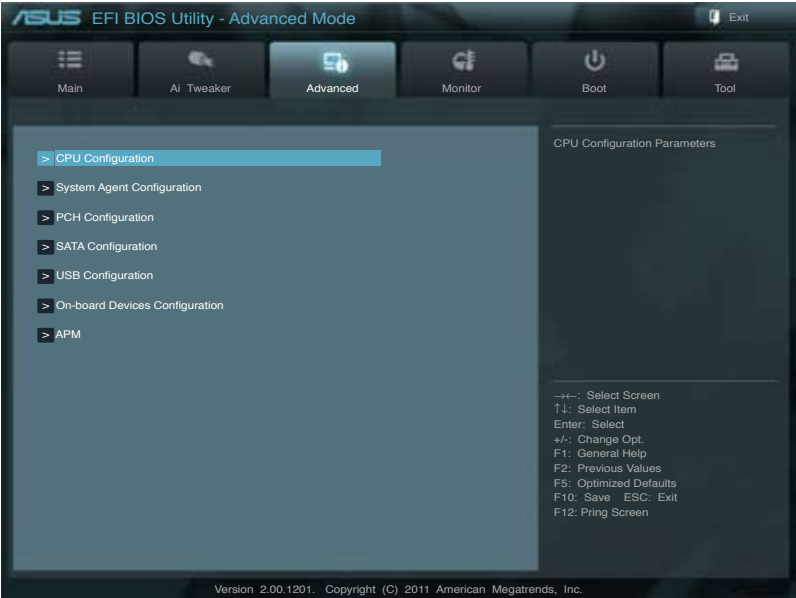 ASUS EFI BIOS Utility - Advanced Mode Exit
Main Ai Tweaker Advanced Monitor Boot Tool
CPU Configuration Parameters
> CPU Configuration
> System Agent Configuration
> PCH Configuration
> SATA Configuration
> USB Configuration
> On-board Devices Configuration
> APM
→←: Select Screen
↑↓: Select Item
Enter: Select
+/-: Change Opt.
F1: General Help
F2: Previous Values
F5: Optimized Defaults
F10: Save ESC: Exit
F12: Pring Screen
Version 2.00.1201. Copyright (C) 2011 American Megatrends, Inc.